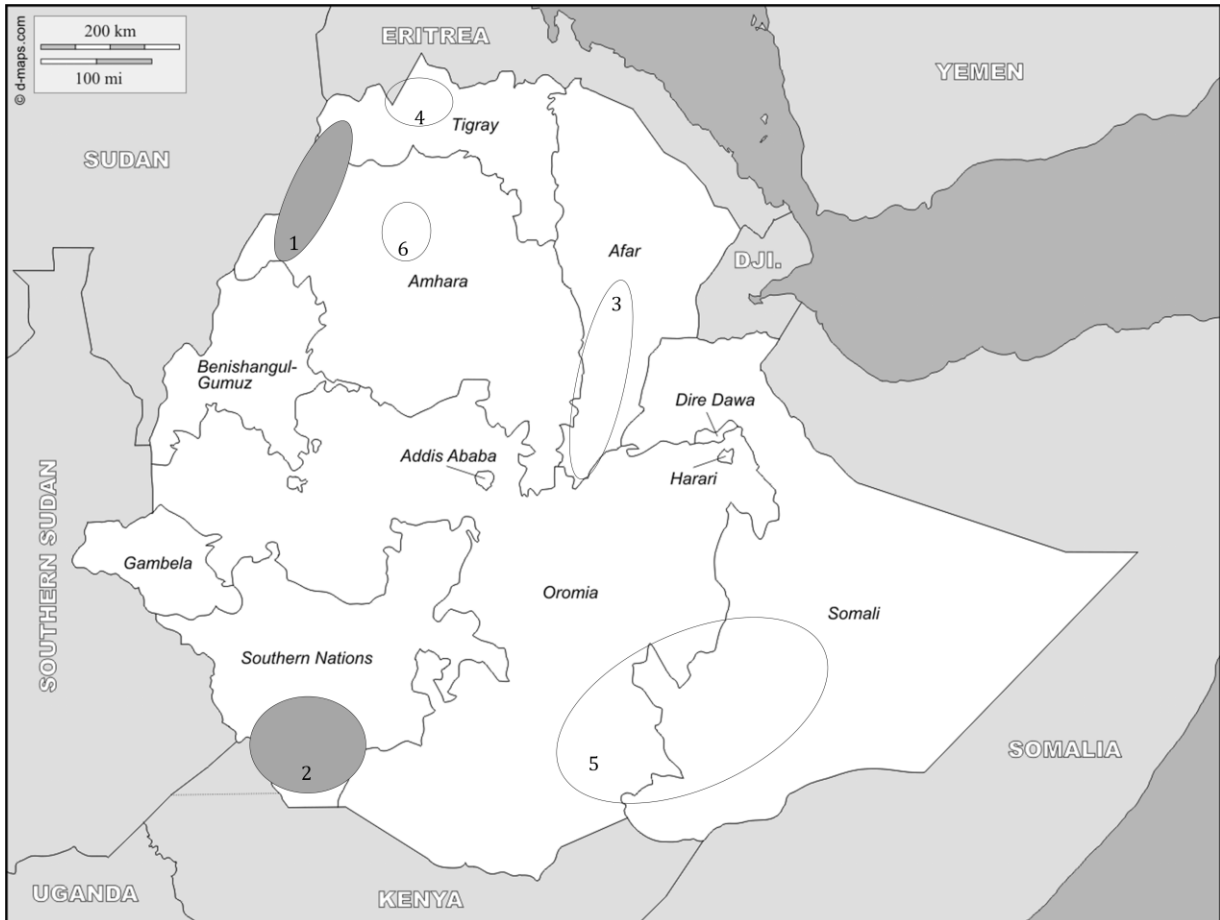 200 km
100 mi
© d-maps.com
ERITREA
YEMEN
SUDAN
4
Tigray
1
6
Amhara
Afar
DJI.
3
Benishangul-
Gumuz
Dire Dawa
Addis Ababa
Harari
SOUTHERN SUDAN
Gambela
Oromia
Somali
Southern Nations
SOMALIA
2
5
UGANDA
KENYA